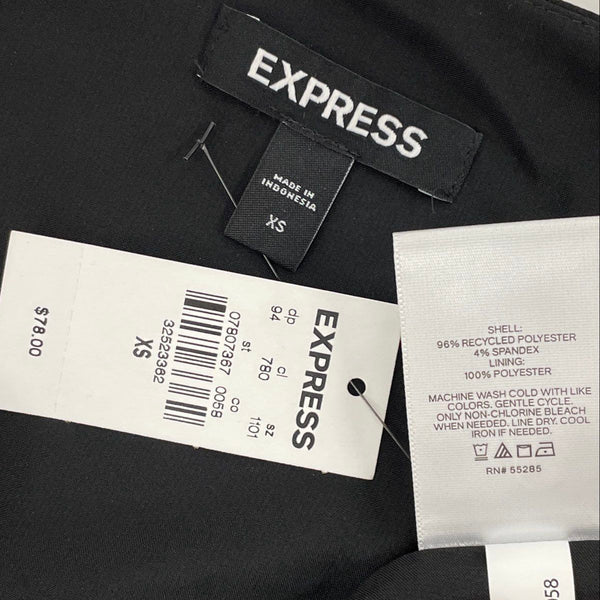 EXPRESS
MADE IN
INDONESIA
XS
EXPRESS
dp cl sz
94 780 1101
st co
07807367 0058
32523362
XS
$78.00
SHELL:
96% RECYCLED POLYESTER
4% SPANDEX
LINING:
100% POLYESTER
MACHINE WASH COLD WITH LIKE
COLORS. GENTLE CYCLE.
ONLY NON-CHLORINE BLEACH
WHEN NEEDED. LINE DRY. COOL
IRON IF NEEDED.
RN# 55285
058